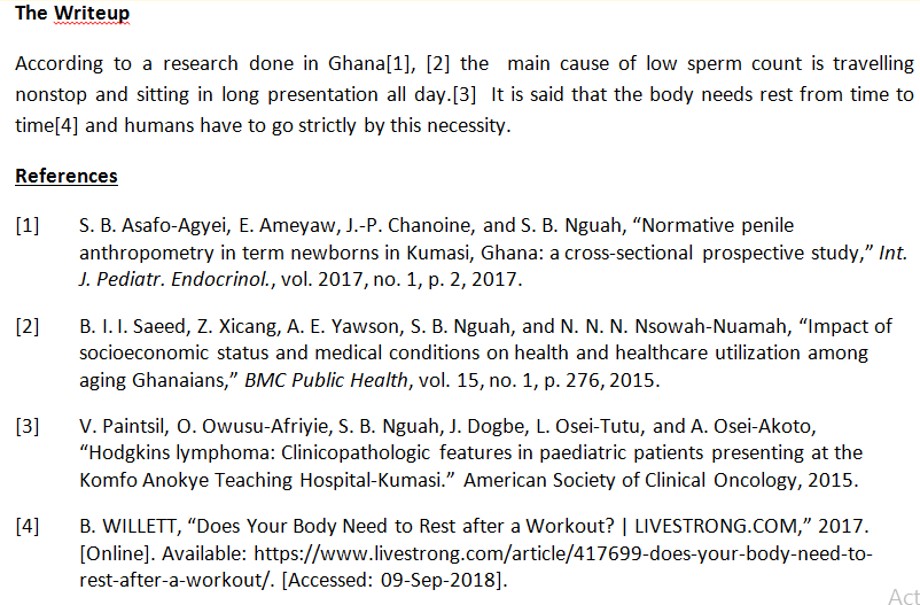 The Writeup
According to a research done in Ghana[1], [2] the main cause of low sperm count is travelling
nonstop and sitting in long presentation all day.[3] It is said that the body needs rest from time to
time[4] and humans have to go strictly by this necessity.
References
[1] S. B. Asafo-Agyei, E. Ameyaw, J.-P. Chanoine, and S. B. Nguah, “Normative penile
anthropometry in term newborns in Kumasi, Ghana: a cross-sectional prospective study,” Int.
J. Pediatr. Endocrinol., vol. 2017, no. 1, p. 2, 2017.
[2] B. I. I. Saeed, Z. Xicang, A. E. Yawson, S. B. Nguah, and N. N. N. Nsowah-Nuamah, “Impact of
socioeconomic status and medical conditions on health and healthcare utilization among
aging Ghanaians,” BMC Public Health, vol. 15, no. 1, p. 276, 2015.
[3] V. Paintsil, O. Owusu-Afriyie, S. B. Nguah, J. Dogbe, L. Osei-Tutu, and A. Osei-Akoto,
“Hodgkins lymphoma: Clinicopathologic features in paediatric patients presenting at the
Komfo Anokye Teaching Hospital-Kumasi.” American Society of Clinical Oncology, 2015.
[4] B. WILLETT, “Does Your Body Need to Rest after a Workout? | LIVESTRONG.COM,” 2017.
[Online]. Available: https://www.livestrong.com/article/417699-does-your-body-need-to-
rest-after-a-workout/. [Accessed: 09-Sep-2018].
Act